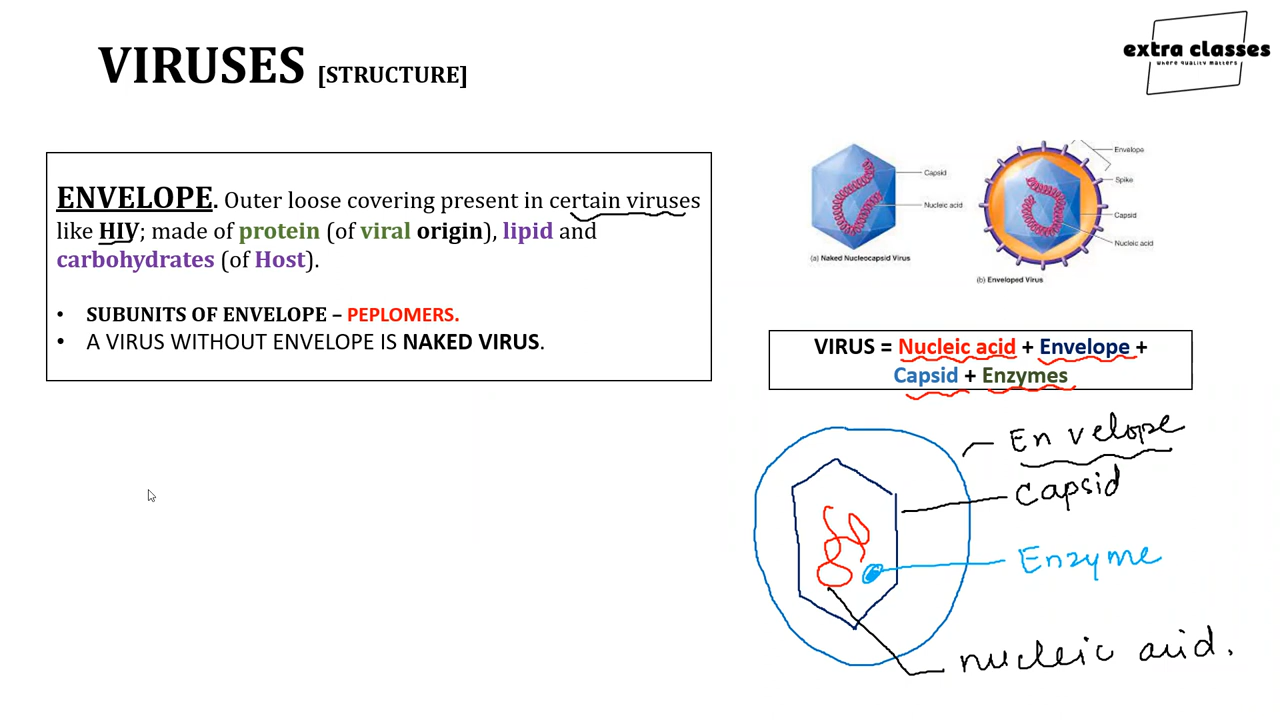 VIRUSES [STRUCTURE]
extra classes
where quality matters
ENVELOPE. Outer loose covering present in certain viruses
like HIV; made of protein (of viral origin), lipid and
carbohydrates (of Host).
• SUBUNITS OF ENVELOPE – PEPLOMERS.
• A VIRUS WITHOUT ENVELOPE IS NAKED VIRUS.
Capsid
Nucleic acid
(a) Naked Nucleocapsid Virus
Envelope
Spike
Capsid
Nucleic acid
(b) Enveloped Virus
VIRUS = Nucleic acid + Envelope +
Capsid + Enzymes
Envelope
Capsid
Enzyme
nucleic acid.